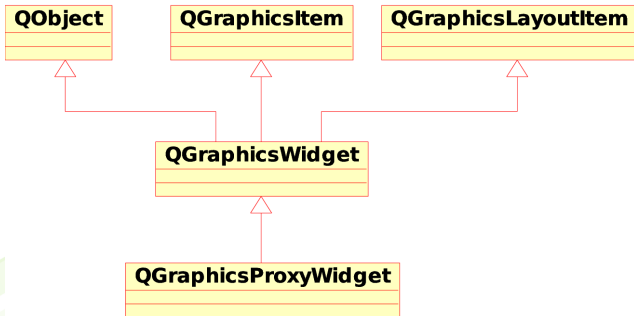 QObject
QGraphicsItem
QGraphicsLayoutItem
QGraphicsWidget
QGraphicsProxyWidget